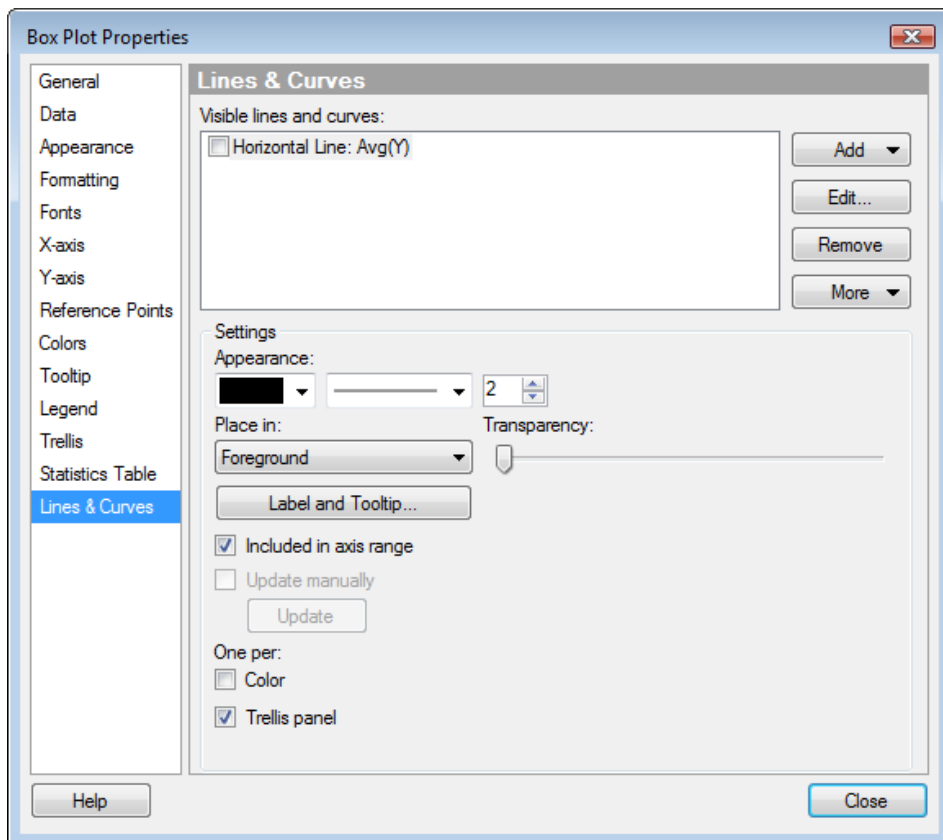 Box Plot Properties
General
Data
Appearance
Formatting
Fonts
X-axis
Y-axis
Reference Points
Colors
Tooltip
Legend
Trellis
Statistics Table
Lines & Curves
Lines & Curves
Visible lines and curves:
Horizontal Line: Avg(Y)
Add
Edit...
Remove
More
Settings
Appearance:
2
Place in:
Transparency:
Foreground
Label and Tooltip...
Included in axis range
Update manually
Update
One per:
Color
Trellis panel
Help
Close